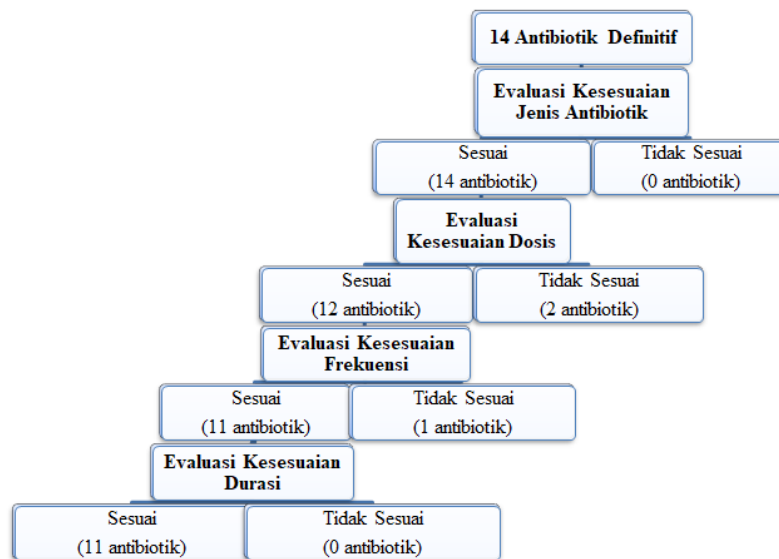 14 Antibiotik Definitif
Evaluasi Kesesuaian
Jenis Antibiotik
Sesuai
(14 antibiotik)
Tidak Sesuai
(0 antibiotik)
Evaluasi
Kesesuaian Dosis
Sesuai
(12 antibiotik)
Tidak Sesuai
(2 antibiotik)
Evaluasi Kesesuaian
Frekuensi
Sesuai
(11 antibiotik)
Tidak Sesuai
(1 antibiotik)
Evaluasi Kesesuaian
Durasi
Sesuai
(11 antibiotik)
Tidak Sesuai
(0 antibiotik)